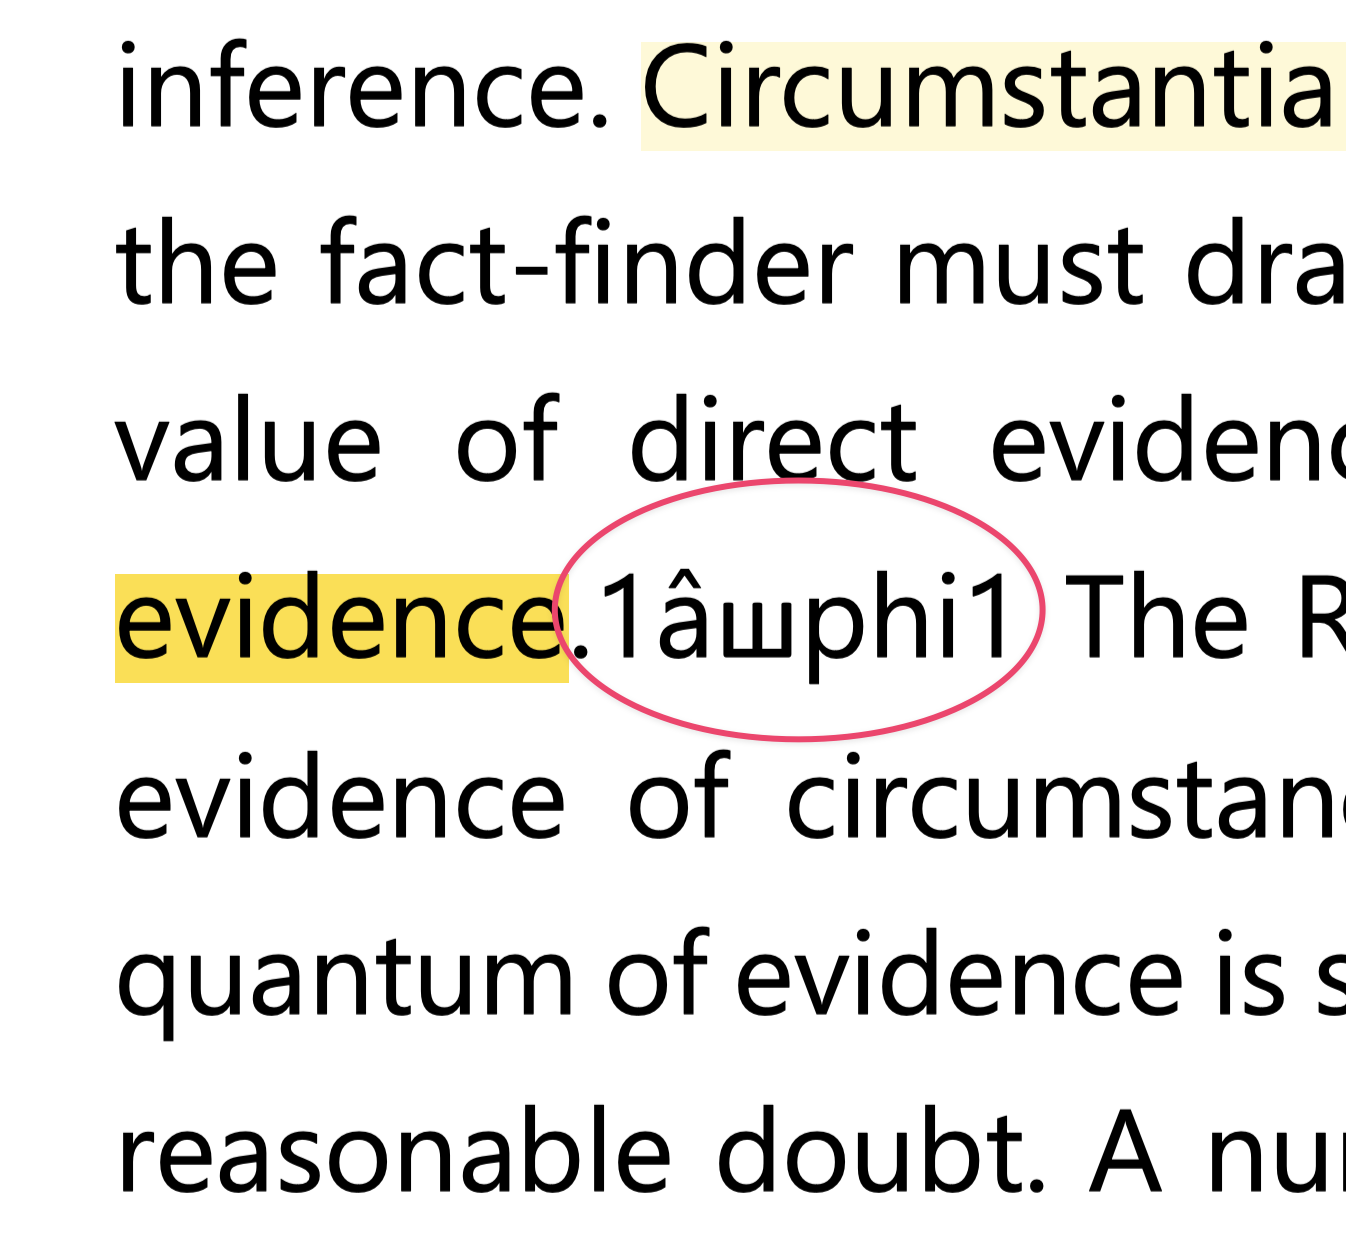 inference. Circumstantia
the fact-finder must dra
value of direct evidenc
evidence.1âшphi1 The R
evidence of circumstanc
quantum of evidence is s
reasonable doubt. A nu